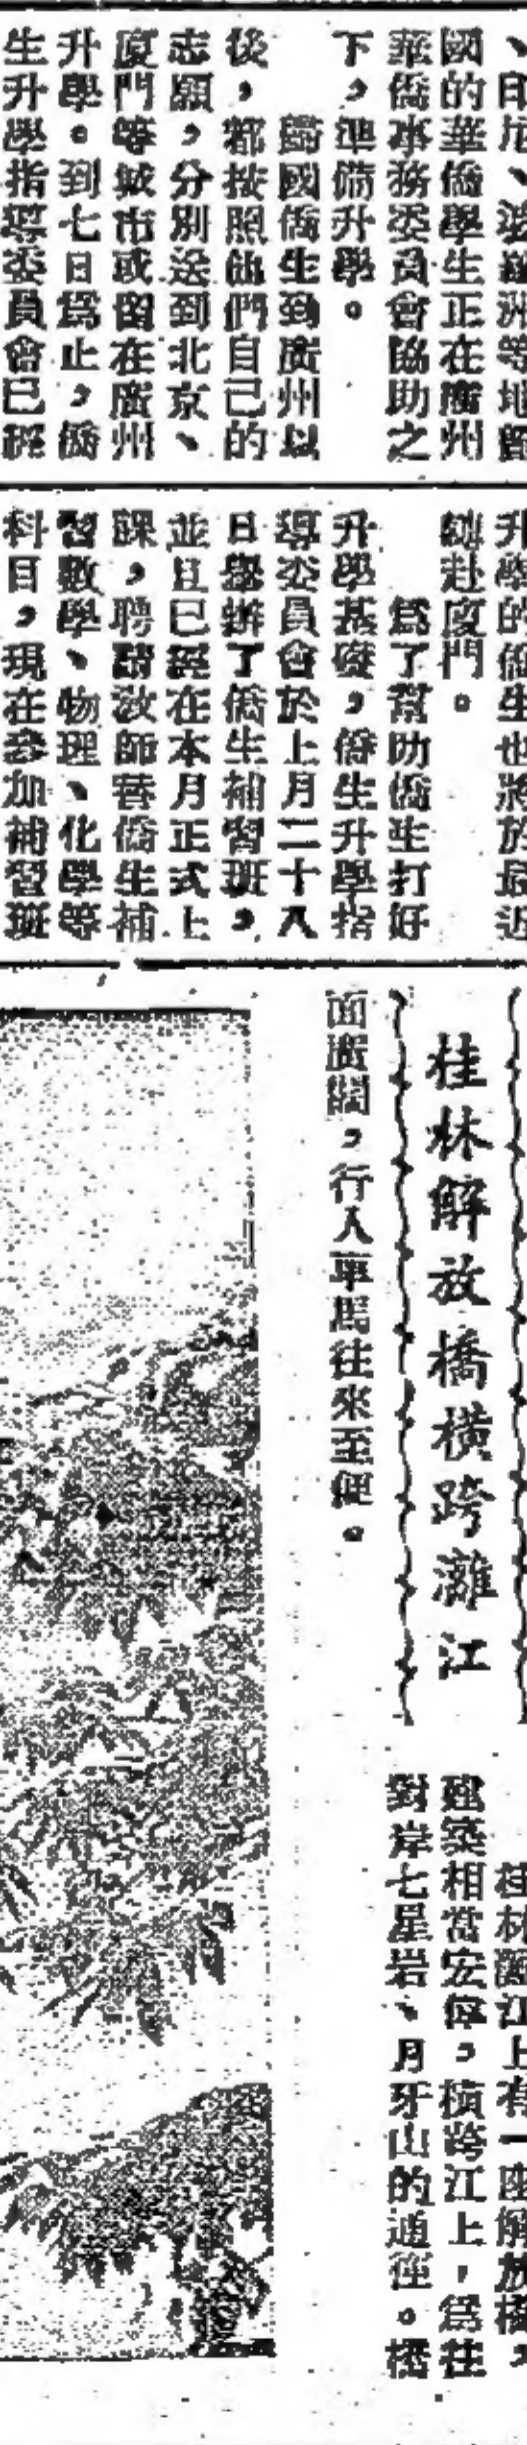 、印尼、婆羅洲等地回
國的華僑學生正在廣州
華僑事務委員會協助之
下，準備升學。
歸國僑生到廣州以
後，都按照他們自己的
志願，分別送到北京、
廈門等城市或留在廣州
升學。到七日爲止，僑
生升學指導委員會已經
升學的僑生也將於最近
轉赴廈門。
爲了幫助僑生打好
升學基礎，僑生升學指
導委員會於上月二十八
日舉辦了僑生補習班，
並且已經在本月正式上
課，聘請敎師替僑生補
習數學、物理、化學等
科目，現在參加補習班
桂林解放橋橫跨灕江
桂林灕江上有一座解放橋，
建築相當宏偉，橫跨江上，爲往
對岸七星岩、月牙山的通徑。橋
面廣闊，行人車馬往來至便。